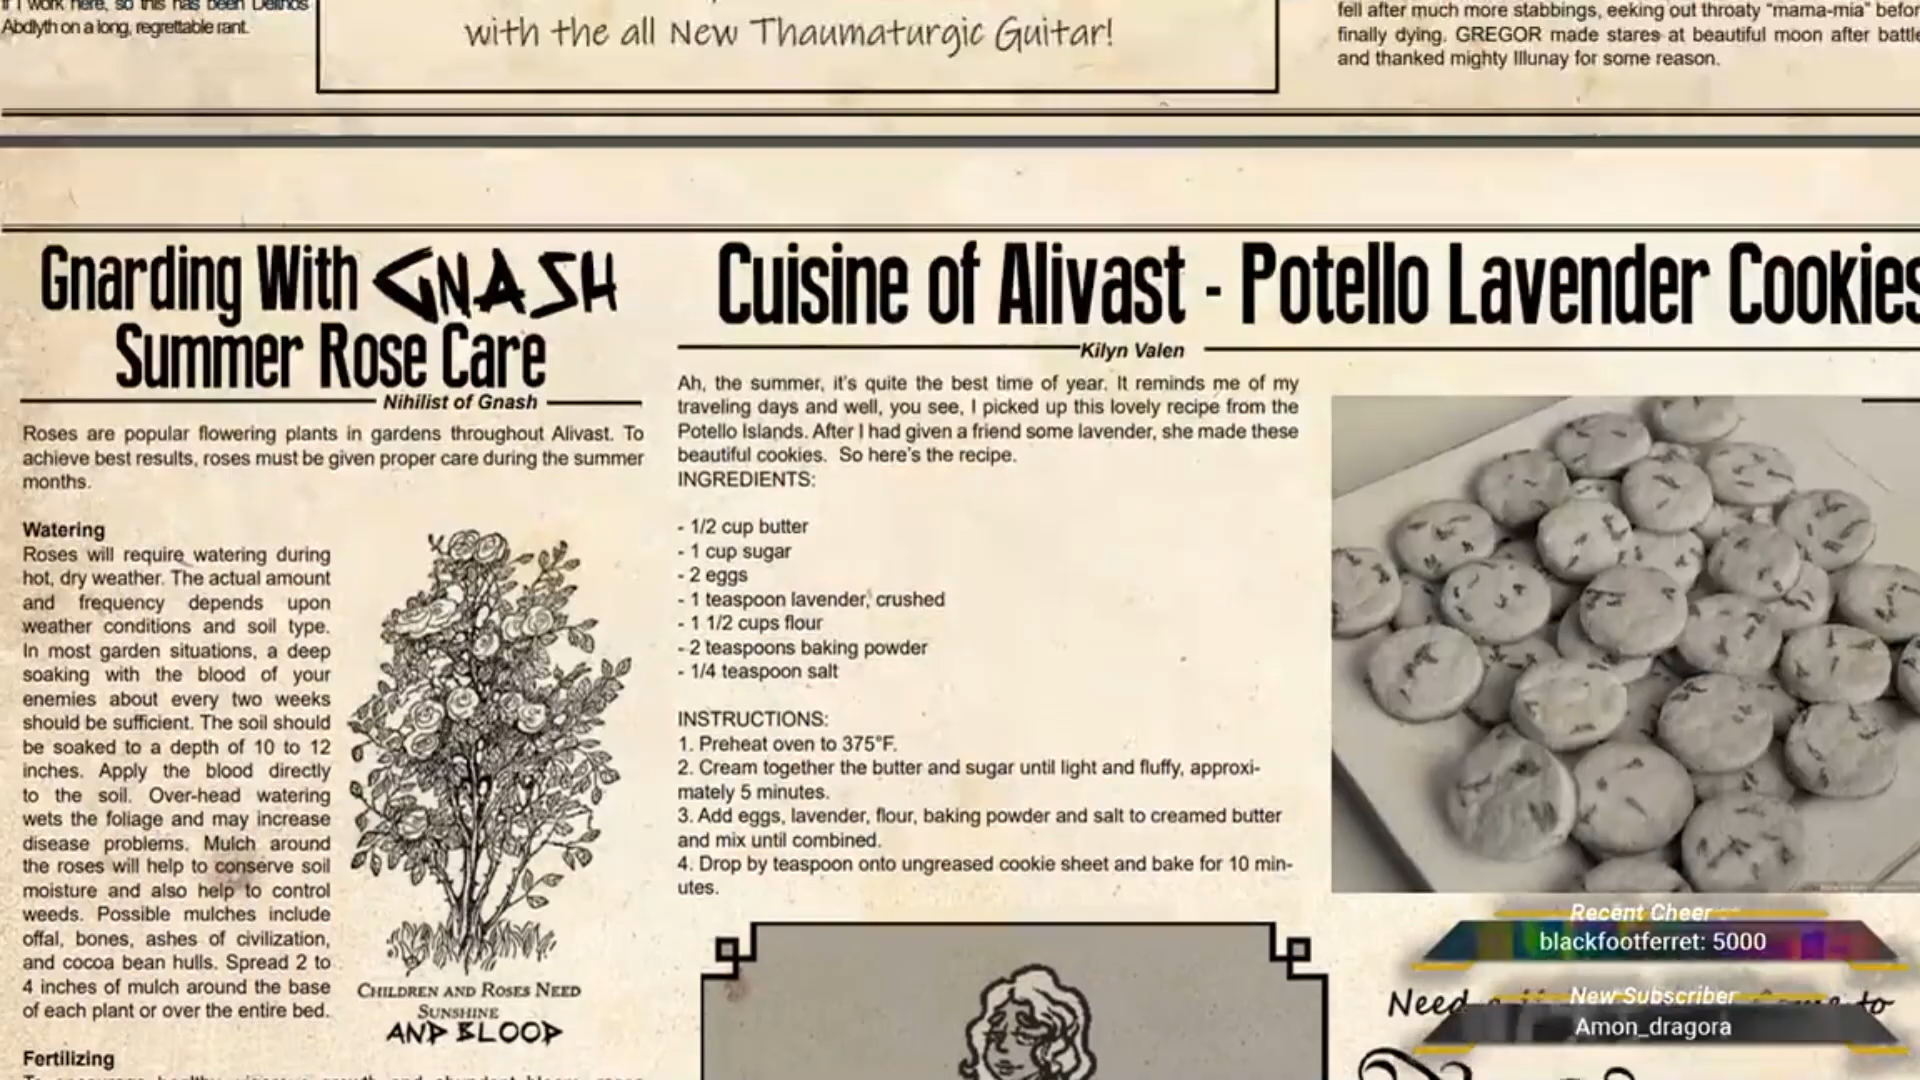 if I work here, so this has been Delthos
Abdlyth on a long, regrettable rant.
with the all New Thaumaturgic Guitar!
fell after much more stabbings, eeking out throaty “mama-mia” befor
finally dying. GREGOR made stares at beautiful moon after battle
and thanked mighty Illunay for some reason.
Gnarding With GNASH
Summer Rose Care
Nihilist of Gnash
Roses are popular flowering plants in gardens throughout Alivast. To
achieve best results, roses must be given proper care during the summer
months.
Watering
Roses will require watering during
hot, dry weather. The actual amount
and frequency depends upon
weather conditions and soil type.
In most garden situations, a deep
soaking with the blood of your
enemies about every two weeks
should be sufficient. The soil should
be soaked to a depth of 10 to 12
inches. Apply the blood directly
to the soil. Over-head watering
wets the foliage and may increase
disease problems. Mulch around
the roses will help to conserve soil
moisture and also help to control
weeds. Possible mulches include
offal, bones, ashes of civilization,
and cocoa bean hulls. Spread 2 to
4 inches of mulch around the base
of each plant or over the entire bed.
CHILDREN AND ROSES NEED
SUNSHINE
AND BLOOD
Fertilizing
Cuisine of Alivast - Potello Lavender Cookies
Kilyn Valen
Ah, the summer, it’s quite the best time of year. It reminds me of my
traveling days and well, you see, I picked up this lovely recipe from the
Potello Islands. After I had given a friend some lavender, she made these
beautiful cookies. So here’s the recipe.
INGREDIENTS:
- 1/2 cup butter
- 1 cup sugar
- 2 eggs
- 1 teaspoon lavender, crushed
- 1 1/2 cups flour
- 2 teaspoons baking powder
- 1/4 teaspoon salt
INSTRUCTIONS:
1. Preheat oven to 375°F.
2. Cream together the butter and sugar until light and fluffy, approxi-
mately 5 minutes.
3. Add eggs, lavender, flour, baking powder and salt to creamed butter
and mix until combined.
4. Drop by teaspoon onto ungreased cookie sheet and bake for 10 min-
utes.
Recent Cheer
blackfootferret: 5000
Need to
New Subscriber
Amon_dragora